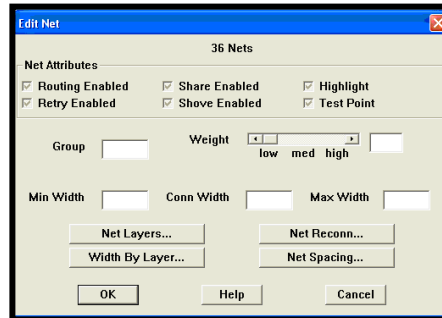 Edit Net
36 Nets
Net Attributes
Routing Enabled Share Enabled Highlight
Retry Enabled Shove Enabled Test Point
Group Weight
low med high
Min Width Conn Width Max Width
Net Layers... Net Reconn...
Width By Layer... Net Spacing...
OK Help Cancel